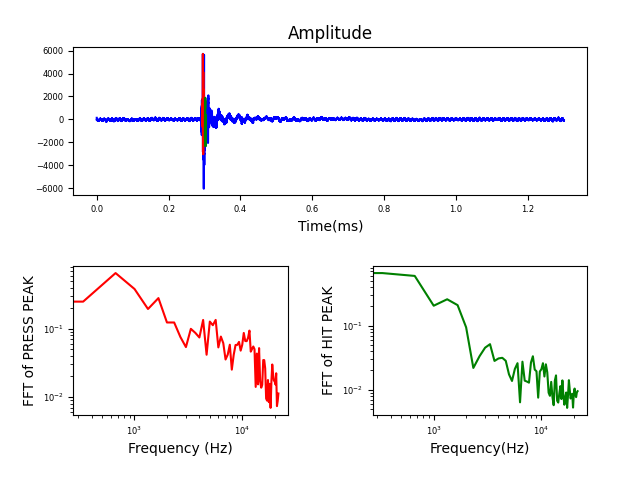 Amplitude
6000
4000
2000
0
−2000
−4000
−6000
0.0 0.2 0.4 0.6 0.8 1.0 1.2
Time(ms)
FFT of PRESS PEAK
10⁻¹
10⁻²
10³ 10⁴
Frequency (Hz)
FFT of HIT PEAK
10⁻¹
10⁻²
10³ 10⁴
Frequency(Hz)